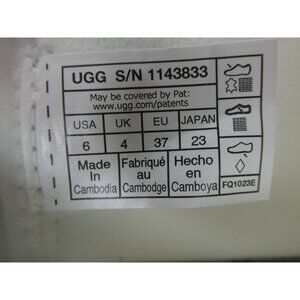 UGG S/N 1143833
May be covered by Pat:
www.ugg.com/patents
USA UK EU JAPAN
6 4 37 23
Made Fabriqué Hecho
In au en
Cambodia Cambodge Camboya
FQ1023E